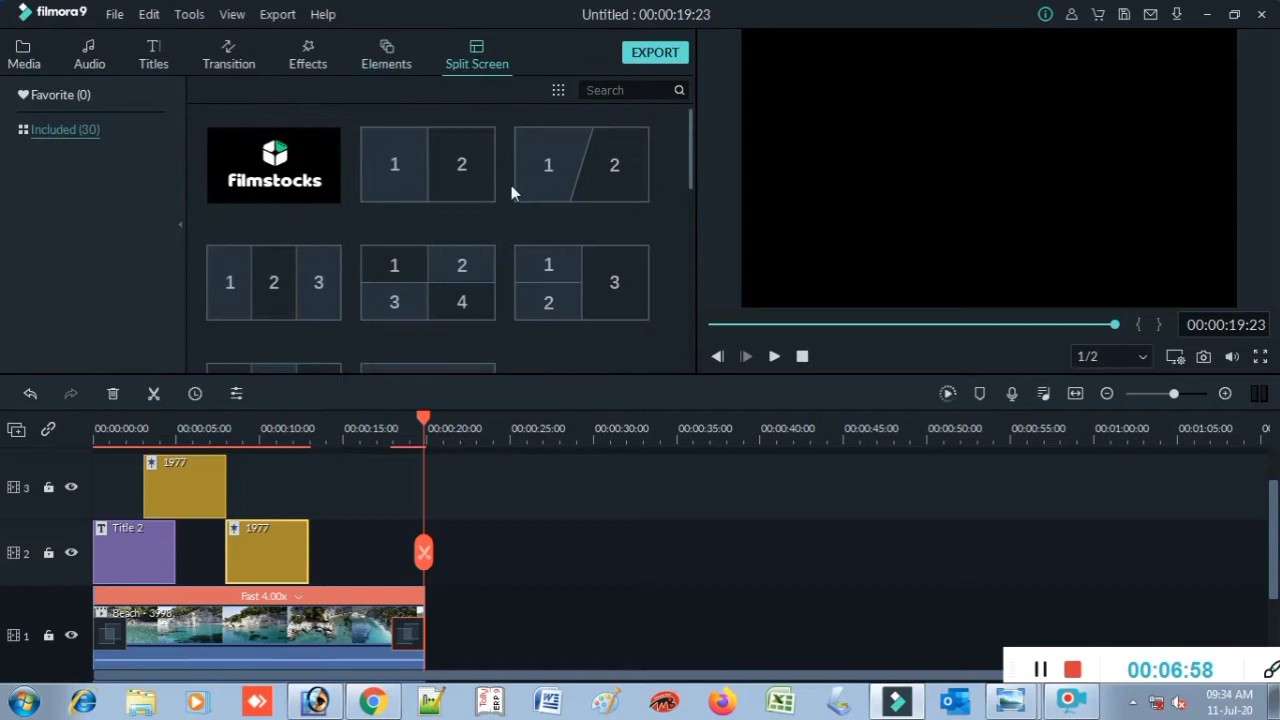 filmora9 File Edit Tools View Export Help Untitled : 00:00:19:23
Media Audio Titles Transition Effects Elements Split Screen EXPORT
Favorite (0)
Search
Included (30)
filmstocks
1 2
1 2
1 2 3
1 2
3 4
1
2
3
00:00:19:23
1/2
00:00:00:00 00:00:05:00 00:00:10:00 00:00:15:00 00:00:20:00 00:00:25:00 00:00:30:00 00:00:35:00 00:00:40:00 00:00:45:00 00:00:50:00 00:00:55:00 00:01:00:00 00:01:05:00
1977
3
Title 2
1977
2
Fast 4.00x
Beach - 3998
1
00:06:58
09:34 AM
11-Jul-20